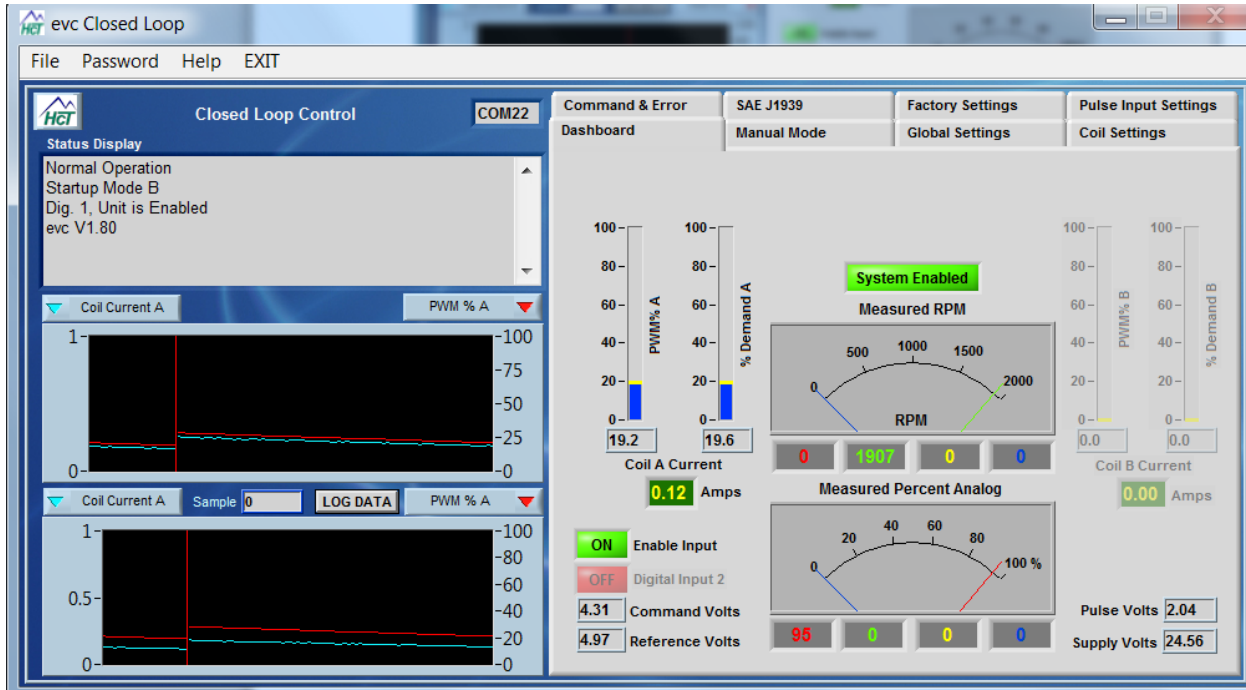 evc Closed Loop
File Password Help EXIT
HCT
Closed Loop Control
COM22
Status Display
Normal Operation
Startup Mode B
Dig. 1, Unit is Enabled
evc V1.80
Coil Current A
PWM % A
1
0
100
75
50
25
0
Coil Current A
Sample 0
LOG DATA
PWM % A
1
0.5
0
100
80
60
40
20
0
Command & Error
SAE J1939
Factory Settings
Pulse Input Settings
Dashboard
Manual Mode
Global Settings
Coil Settings
100
80
60
40
20
0
PWM% A
19.2
100
80
60
40
20
0
% Demand A
19.6
Coil A Current
0.12 Amps
ON Enable Input
OFF Digital Input 2
4.31 Command Volts
4.97 Reference Volts
System Enabled
Measured RPM
0 500 1000 1500 2000
RPM
0 1907 0 0
Measured Percent Analog
0 20 40 60 80 100 %
95 0 0 0
100
80
60
40
20
0
PWM% B
0.0
100
80
60
40
20
0
% Demand B
0.0
Coil B Current
0.00 Amps
Pulse Volts 2.04
Supply Volts 24.56